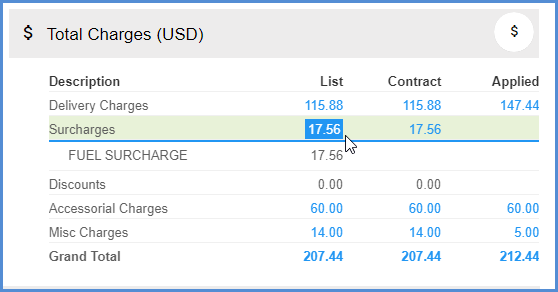 $ Total Charges (USD) $
Description List Contract Applied
Delivery Charges 115.88 115.88 147.44
Surcharges 17.56 17.56
FUEL SURCHARGE 17.56
Discounts 0.00 0.00
Accessorial Charges 60.00 60.00 60.00
Misc Charges 14.00 14.00 5.00
Grand Total 207.44 207.44 212.44